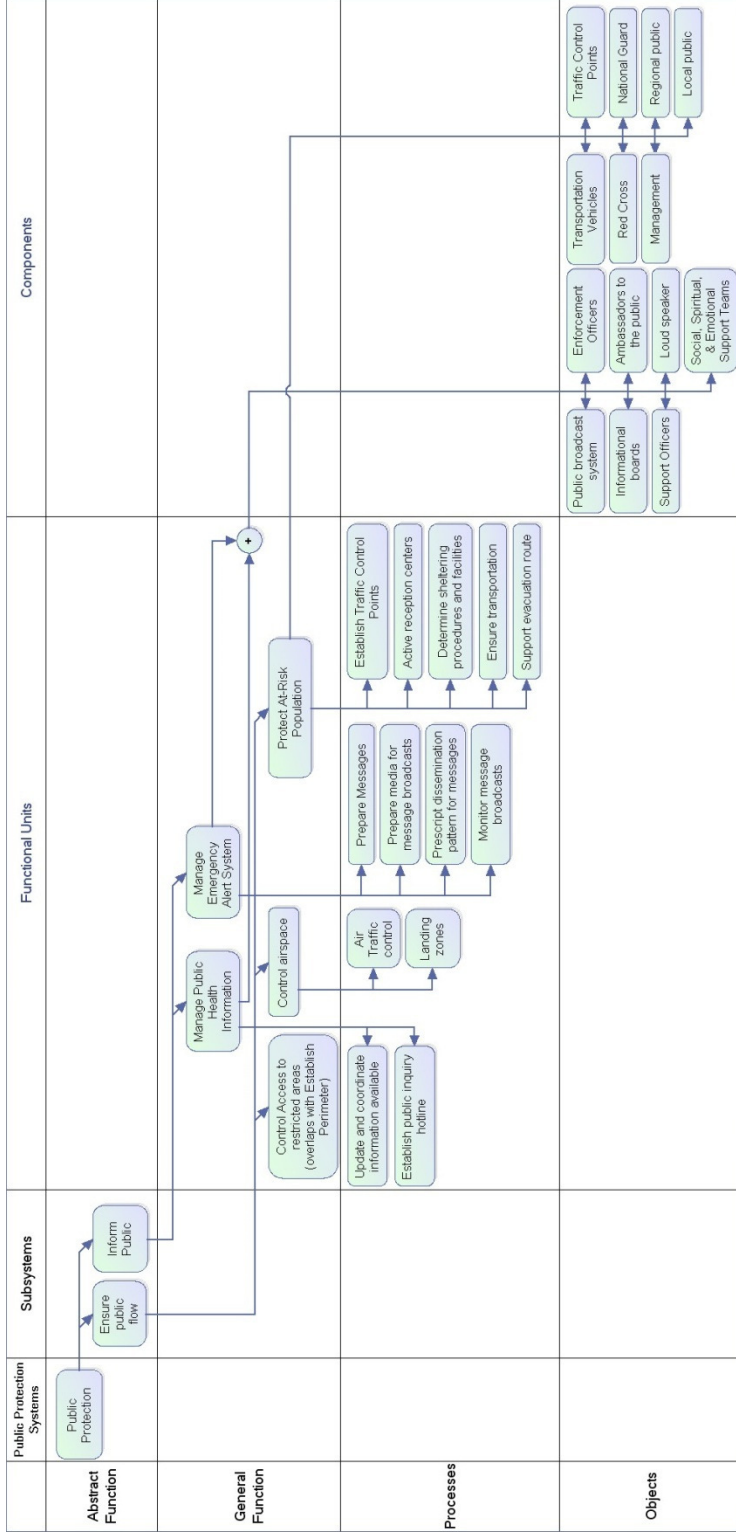 Public Protection
Systems
Subsystems
Functional Units
Components
Abstract
Function
Public
Protection
Ensure
public
flow
Inform
Public
General
Function
Manage Public
Health
Information
Manage
Emergency
Alert System
+
Control Access to
restricted areas
(overlaps with Establish
Perimeter)
Control airspace
Protect At-Risk
Population
Processes
Update and coordinate
information available
Establish public inquiry
hotline
Air
Traffic
control
Landing
zones
Prepare Messages
Prepare media for
message broadcasts
Prescript dissemination
pattern for messages
Monitor message
broadcasts
Establish Traffic Control
Points
Active reception centers
Determine sheltering
procedures and facilities
Ensure transportation
Support evacuation route
Objects
Public broadcast
system
Informational
boards
Support Officers
Enforcement
Officers
Ambassadors to
the public
Loud speaker
Social, Spiritual,
& Emotional
Support Teams
Transportation
Vehicles
Red Cross
Management
Traffic Control
Points
National Guard
Regional public
Local public